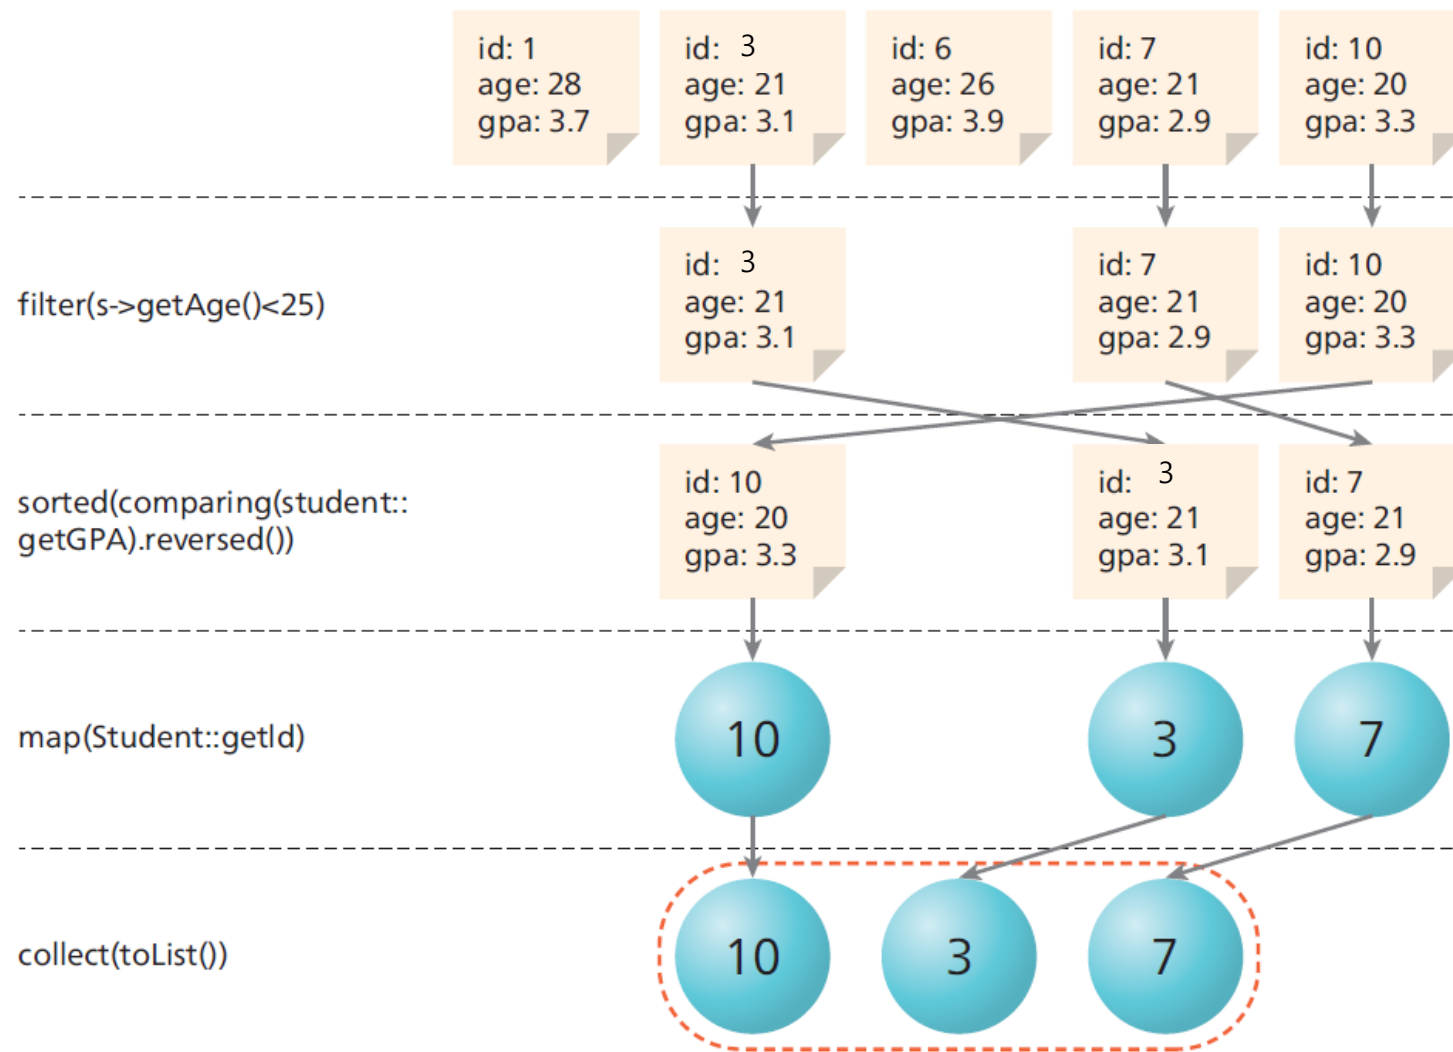 id: 1
age: 28
gpa: 3.7
id: 3
age: 21
gpa: 3.1
id: 6
age: 26
gpa: 3.9
id: 7
age: 21
gpa: 2.9
id: 10
age: 20
gpa: 3.3
filter(s->getAge()<25)
id: 3
age: 21
gpa: 3.1
id: 7
age: 21
gpa: 2.9
id: 10
age: 20
gpa: 3.3
sorted(comparing(student::
getGPA).reversed())
id: 10
age: 20
gpa: 3.3
id: 3
age: 21
gpa: 3.1
id: 7
age: 21
gpa: 2.9
map(Student::getId)
10
3
7
collect(toList())
10
3
7